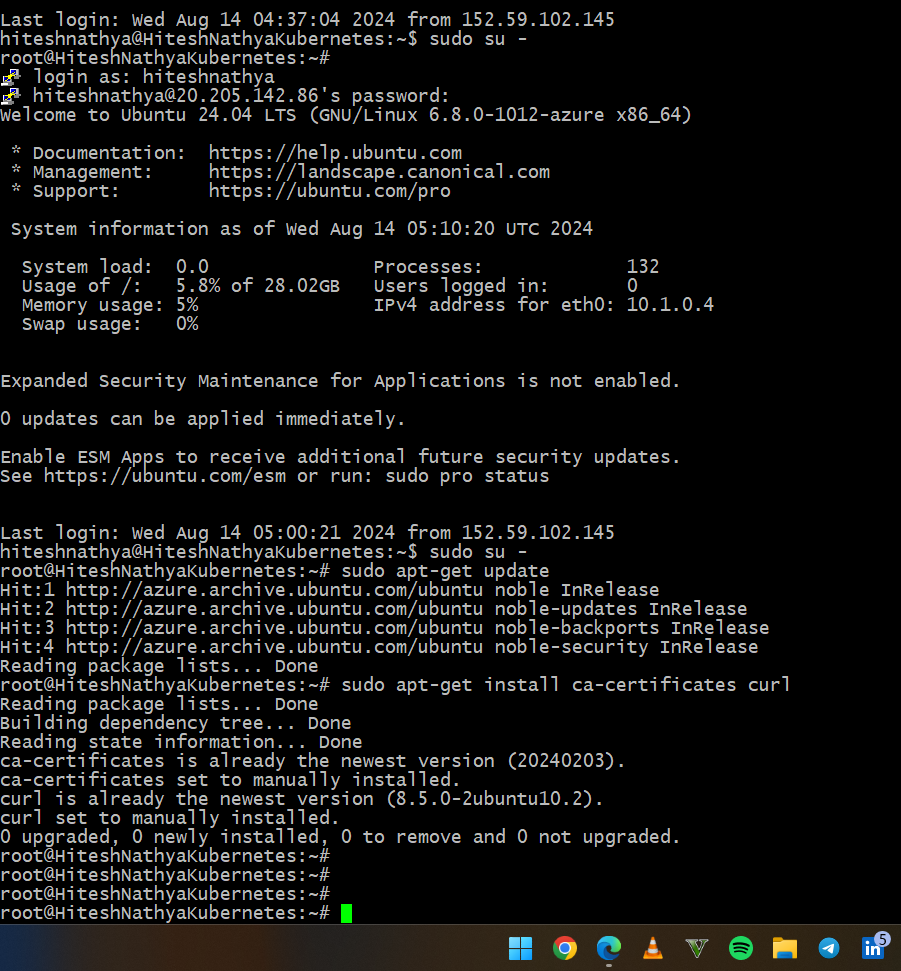 Last login: Wed Aug 14 04:37:04 2024 from 152.59.102.145
hiteshnathya@HiteshNathyaKubernetes:~$ sudo su -
root@HiteshNathyaKubernetes:~#
login as: hiteshnathya
hiteshnathya@20.205.142.86's password:
Welcome to Ubuntu 24.04 LTS (GNU/Linux 6.8.0-1012-azure x86_64)
* Documentation:  https://help.ubuntu.com
* Management:     https://landscape.canonical.com
* Support:        https://ubuntu.com/pro
System information as of Wed Aug 14 05:10:20 UTC 2024
System load:  0.0                Processes:             132
Usage of /:   5.8% of 28.02GB   Users logged in:       0
Memory usage: 5%                IPv4 address for eth0: 10.1.0.4
Swap usage:   0%
Expanded Security Maintenance for Applications is not enabled.
0 updates can be applied immediately.
Enable ESM Apps to receive additional future security updates.
See https://ubuntu.com/esm or run: sudo pro status
Last login: Wed Aug 14 05:00:21 2024 from 152.59.102.145
hiteshnathya@HiteshNathyaKubernetes:~$ sudo su -
root@HiteshNathyaKubernetes:~# sudo apt-get update
Hit:1 http://azure.archive.ubuntu.com/ubuntu noble InRelease
Hit:2 http://azure.archive.ubuntu.com/ubuntu noble-updates InRelease
Hit:3 http://azure.archive.ubuntu.com/ubuntu noble-backports InRelease
Hit:4 http://azure.archive.ubuntu.com/ubuntu noble-security InRelease
Reading package lists... Done
root@HiteshNathyaKubernetes:~# sudo apt-get install ca-certificates curl
Reading package lists... Done
Building dependency tree... Done
Reading state information... Done
ca-certificates is already the newest version (20240203).
ca-certificates set to manually installed.
curl is already the newest version (8.5.0-2ubuntu10.2).
curl set to manually installed.
0 upgraded, 0 newly installed, 0 to remove and 0 not upgraded.
root@HiteshNathyaKubernetes:~#
root@HiteshNathyaKubernetes:~#
root@HiteshNathyaKubernetes:~#
root@HiteshNathyaKubernetes:~#
V
in 5